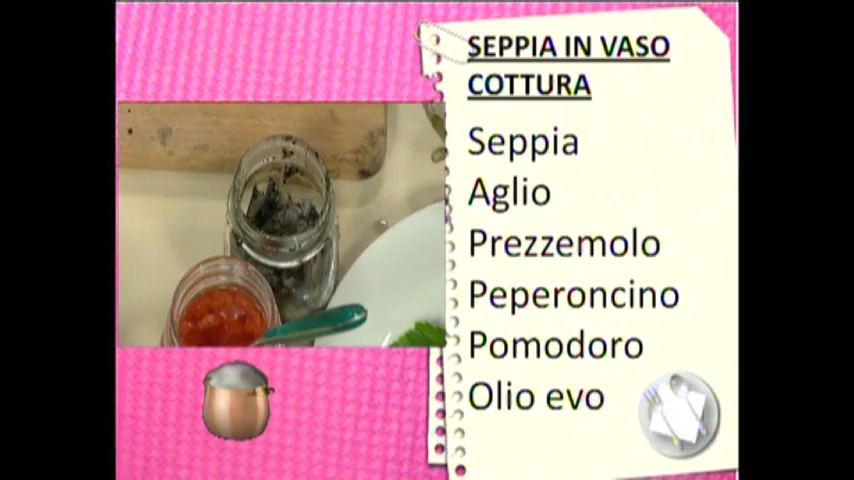 SEPPIA IN VASO
COTTURA
Seppia
Aglio
Prezzemolo
Peperoncino
Pomodoro
Olio evo